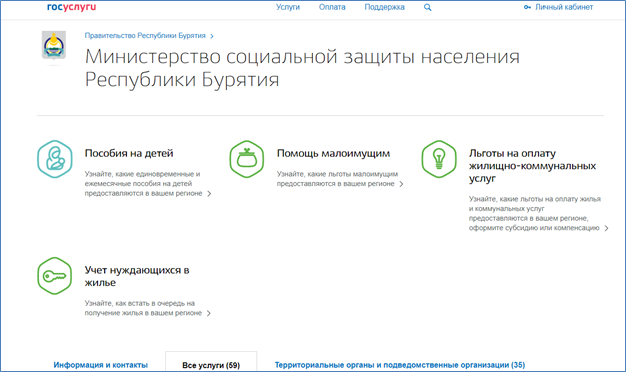 госуслуги Услуги Оплата Поддержка Личный кабинет
Правительство Республики Бурятия
Министерство социальной защиты населения
Республики Бурятия
Пособия на детей
Узнайте, какие единовременные и
ежемесячные пособия на детей
предоставляются в вашем регионе
Помощь малоимущим
Узнайте, какие льготы малоимущим
предоставляются в вашем регионе
Льготы на оплату
жилищно-коммунальных
услуг
Узнайте, какие льготы на оплату жилья
и коммунальных услуг
предоставляются в вашем регионе,
оформите субсидию или компенсацию
Учет нуждающихся в
жилье
Узнайте, как встать в очередь на
получение жилья в вашем регионе
Информация и контакты Все услуги (59) Территориальные органы и подведомственные организации (35)